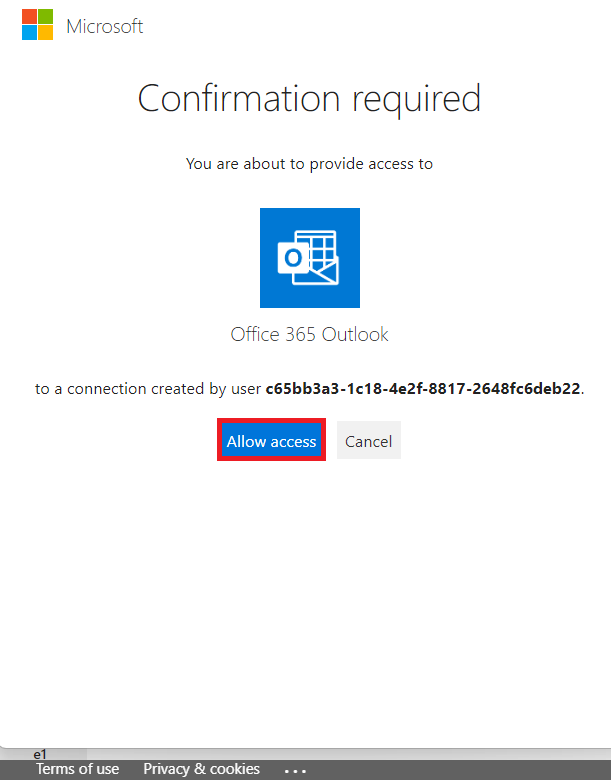 Microsoft
Confirmation required
You are about to provide access to
O
Office 365 Outlook
to a connection created by user c65bb3a3-1c18-4e2f-8817-2648fc6deb22.
Allow access Cancel
e1
Terms of use Privacy & cookies ...